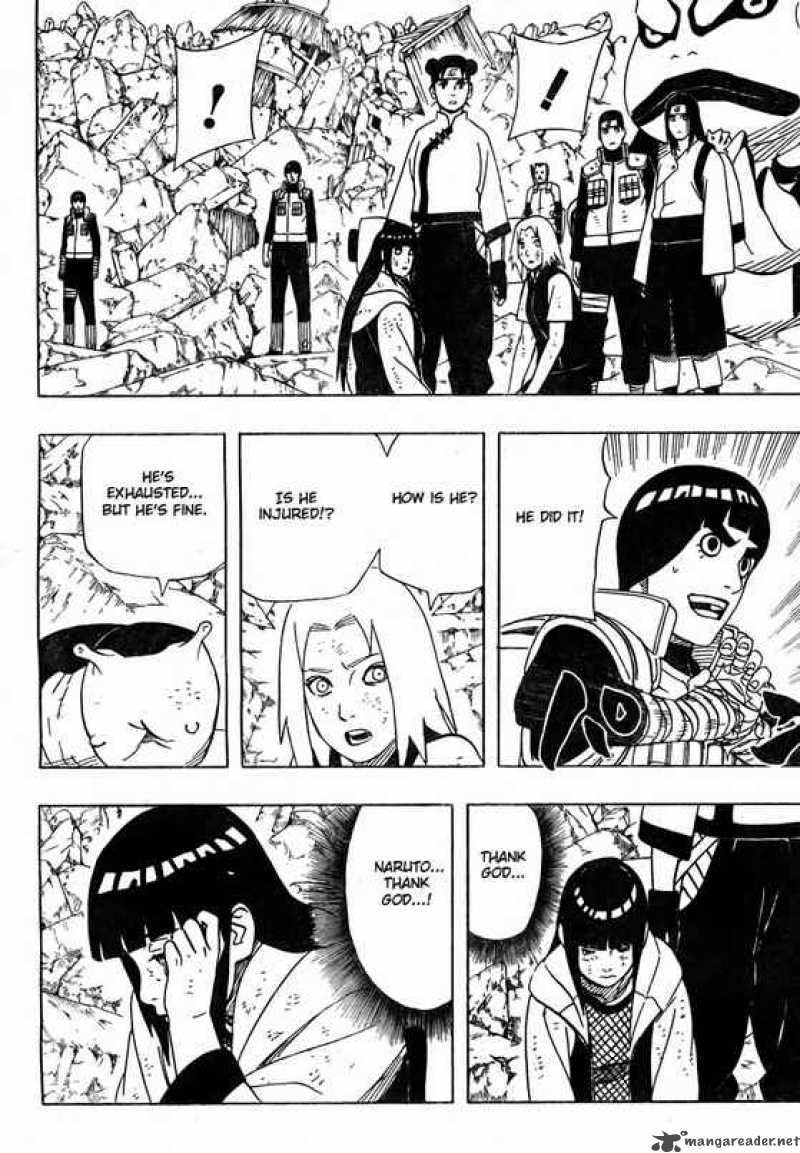 !
!
HE DID IT!
HOW IS HE?
IS HE
INJURED!?
HE'S
EXHAUSTED...
BUT HE'S FINE.
THANK
GOD...
NARUTO...
THANK
GOD...!
mangareader.net